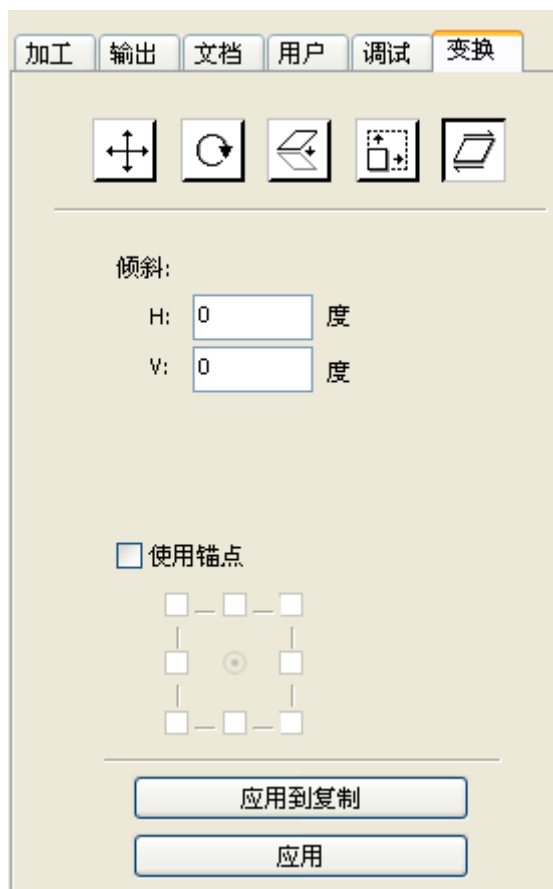 加工 输出 文档 用户 调试 变换
倾斜:
H: 0 度
V: 0 度
使用锚点
应用到复制
应用